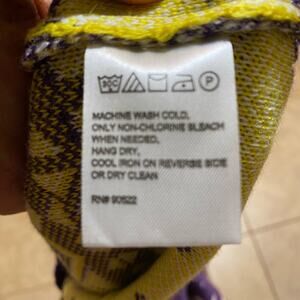 30C P
MACHINE WASH COLD,
ONLY NON-CHLORINE BLEACH
WHEN NEEDED,
HANG DRY,
COOL IRON ON REVERSE SIDE
OR DRY CLEAN
RN# 90522